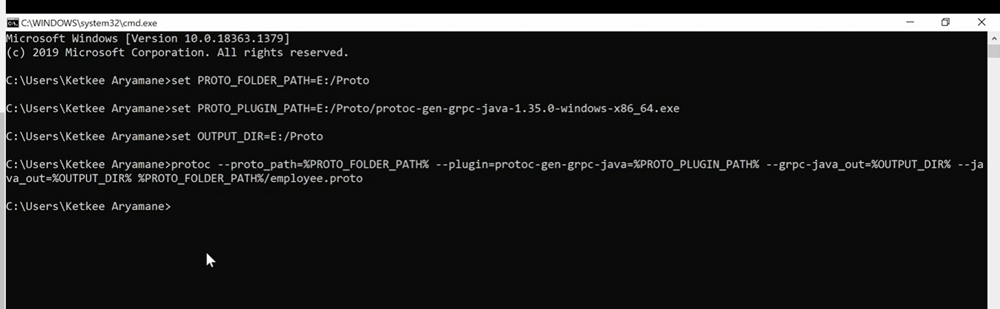 C:\WINDOWS\system32\cmd.exe
Microsoft Windows [Version 10.0.18363.1379]
(c) 2019 Microsoft Corporation. All rights reserved.
C:\Users\Ketkee Aryamane>set PROTO_FOLDER_PATH=E:/Proto
C:\Users\Ketkee Aryamane>set PROTO_PLUGIN_PATH=E:/Proto/protoc-gen-grpc-java-1.35.0-windows-x86_64.exe
C:\Users\Ketkee Aryamane>set OUTPUT_DIR=E:/Proto
C:\Users\Ketkee Aryamane>protoc --proto_path=%PROTO_FOLDER_PATH% --plugin=protoc-gen-grpc-java=%PROTO_PLUGIN_PATH% --grpc-java_out=%OUTPUT_DIR% --ja
va_out=%OUTPUT_DIR% %PROTO_FOLDER_PATH%/employee.proto
C:\Users\Ketkee Aryamane>